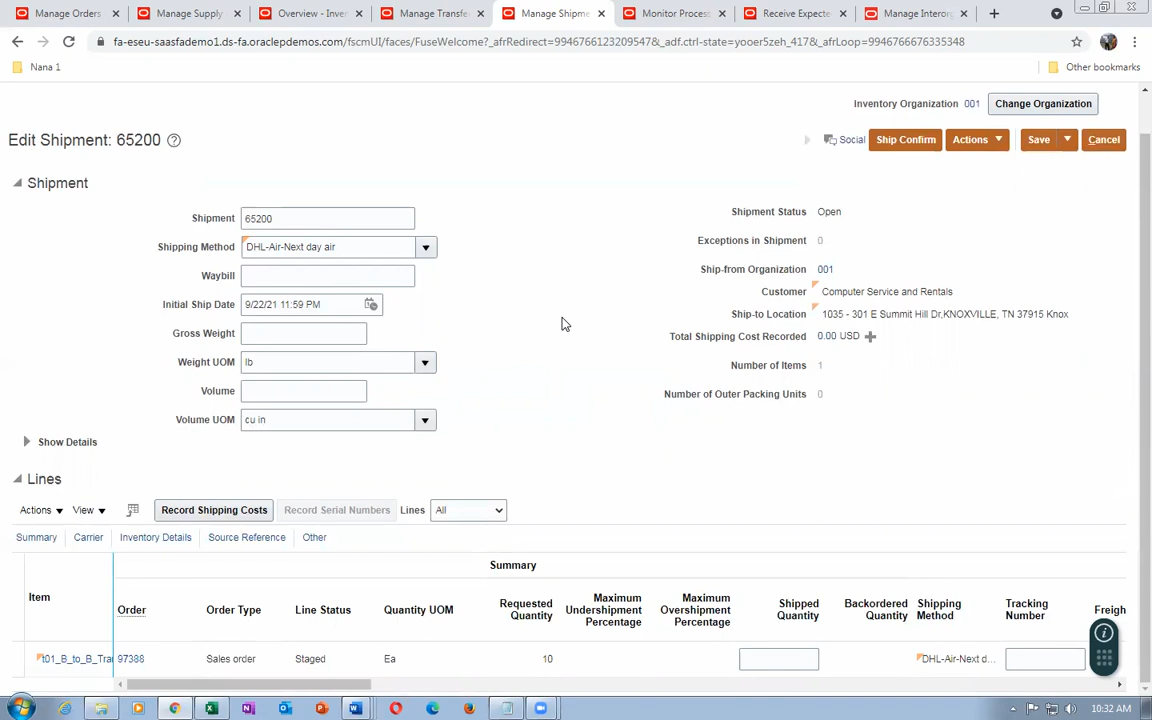 Manage Orders
Manage Supply
Overview - Inver
Manage Transfe
Manage Shipme
Monitor Process
Receive Expecte
Manage Interorg
fa-eseu-saasfademo1.ds-fa.oraclepdemos.com/fscmUI/faces/FuseWelcome?_afrRedirect=9946766123209547&_adf.ctrl-state=yooer5zeh_417&_afrLoop=9946766676335348
Nana 1
Other bookmarks
Inventory Organization 001 Change Organization
Edit Shipment: 65200
Social Ship Confirm Actions Save Cancel
Shipment
Shipment 65200
Shipping Method DHL-Air-Next day air
Waybill
Initial Ship Date 9/22/21 11:59 PM
Gross Weight
Weight UOM lb
Volume
Volume UOM cu in
Shipment Status Open
Exceptions in Shipment 0
Ship-from Organization 001
Customer Computer Service and Rentals
Ship-to Location 1035 - 301 E Summit Hill Dr,KNOXVILLE, TN 37915 Knox
Total Shipping Cost Recorded 0.00 USD
Number of Items 1
Number of Outer Packing Units 0
Show Details
Lines
Actions View Record Shipping Costs Record Serial Numbers Lines All
Summary Carrier Inventory Details Source Reference Other
Summary
Item
Order
Order Type
Line Status
Quantity UOM
Requested
Quantity
Maximum
Undershipment
Percentage
Maximum
Overshipment
Percentage
Shipped
Quantity
Backordered
Quantity
Shipping
Method
Tracking
Number
Freigh
t01_B_to_B_Tra 97388 Sales order Staged Ea 10 DHL-Air-Next d...
10:32 AM